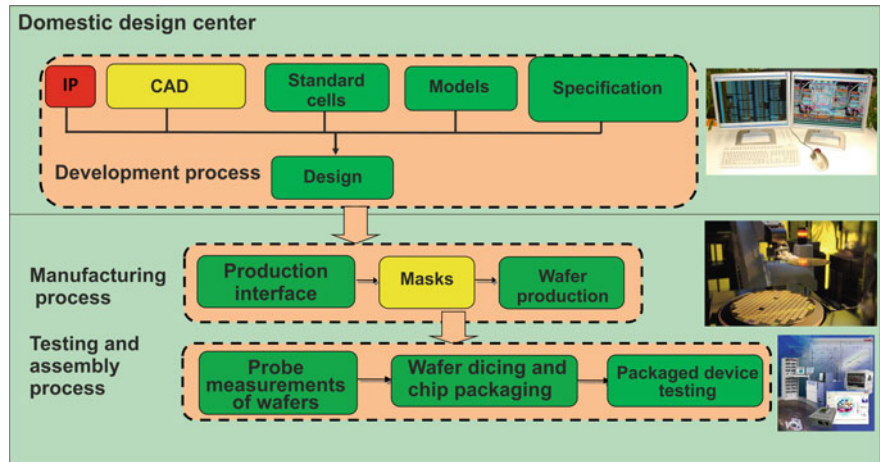 Domestic design center
IP
CAD
Standard
cells
Models
Specification
Development process
Design
Manufacturing
process
Production
interface
Masks
Wafer
production
Testing and
assembly
process
Probe
measurements
of wafers
Wafer dicing and
chip packaging
Packaged device
testing